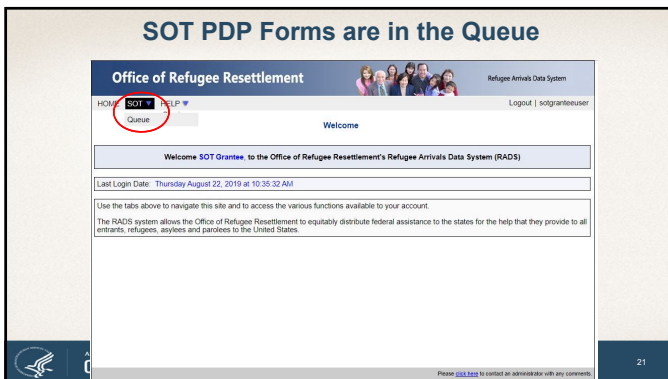 SOT PDP Forms are in the Queue
Office of Refugee Resettlement
Refugee Arrivals Data System
HOME SOT ▼ HELP ▼
Logout | sotgranteeuser
Queue
Welcome
Welcome SOT Grantee, to the Office of Refugee Resettlement's Refugee Arrivals Data System (RADS)
Last Login Date: Thursday August 22, 2019 at 10:35:32 AM
Use the tabs above to navigate this site and to access the various functions available to your account.
The RADS system allows the Office of Refugee Resettlement to equitably distribute federal assistance to the states for the help that they provide to all
entrants, refugees, asylees and parolees to the United States.
Please click here to contact an administrator with any comments.
21